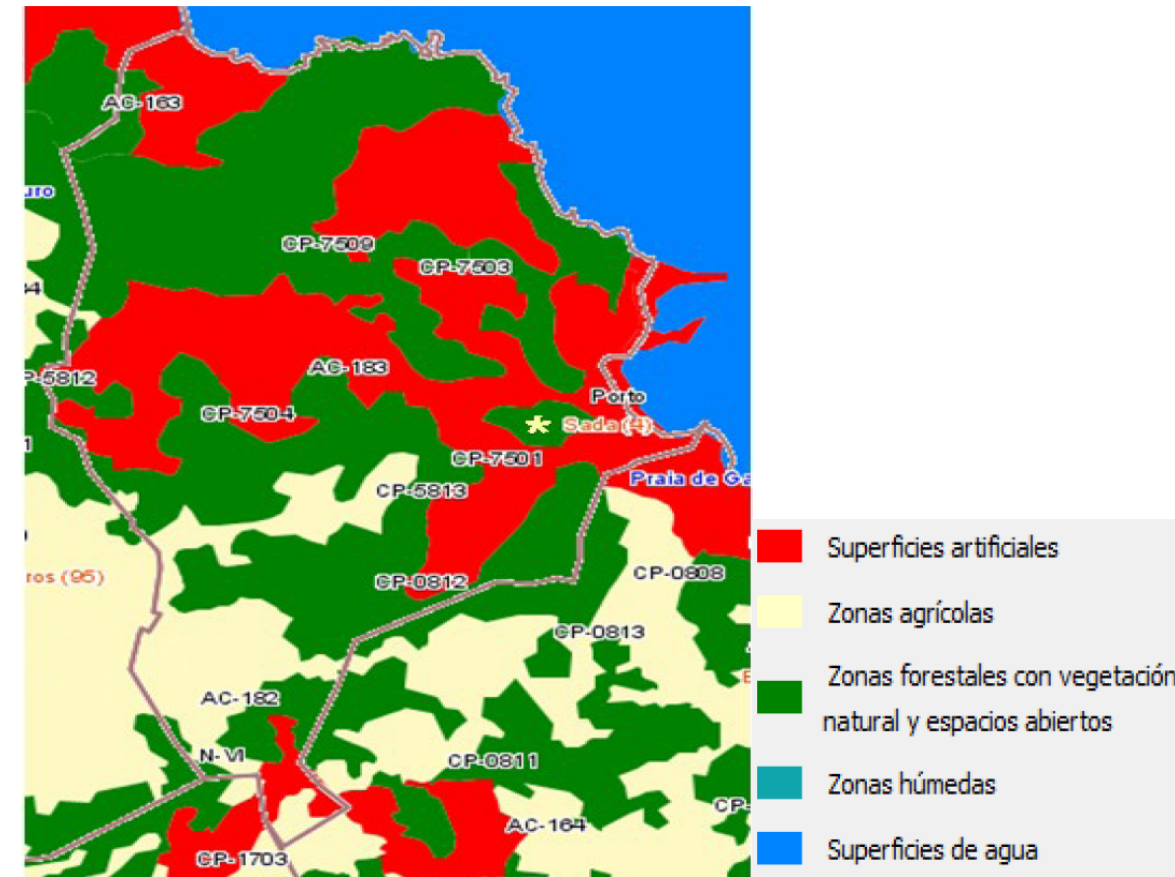 AC-163
uro
CP-7509
CP-7503
AC-183
P-5812
Porto
CP-7504
Sada (4)
CP-7501
Praia de Ga
CP-5813
ros (95)
CP-0812
CP-0808
CP-0813
AC-182
N-VI
CP-0811
CP-
AC-164
CP-1703
Superficies artificiales
Zonas agrícolas
Zonas forestales con vegetación
natural y espacios abiertos
Zonas húmedas
Superficies de agua